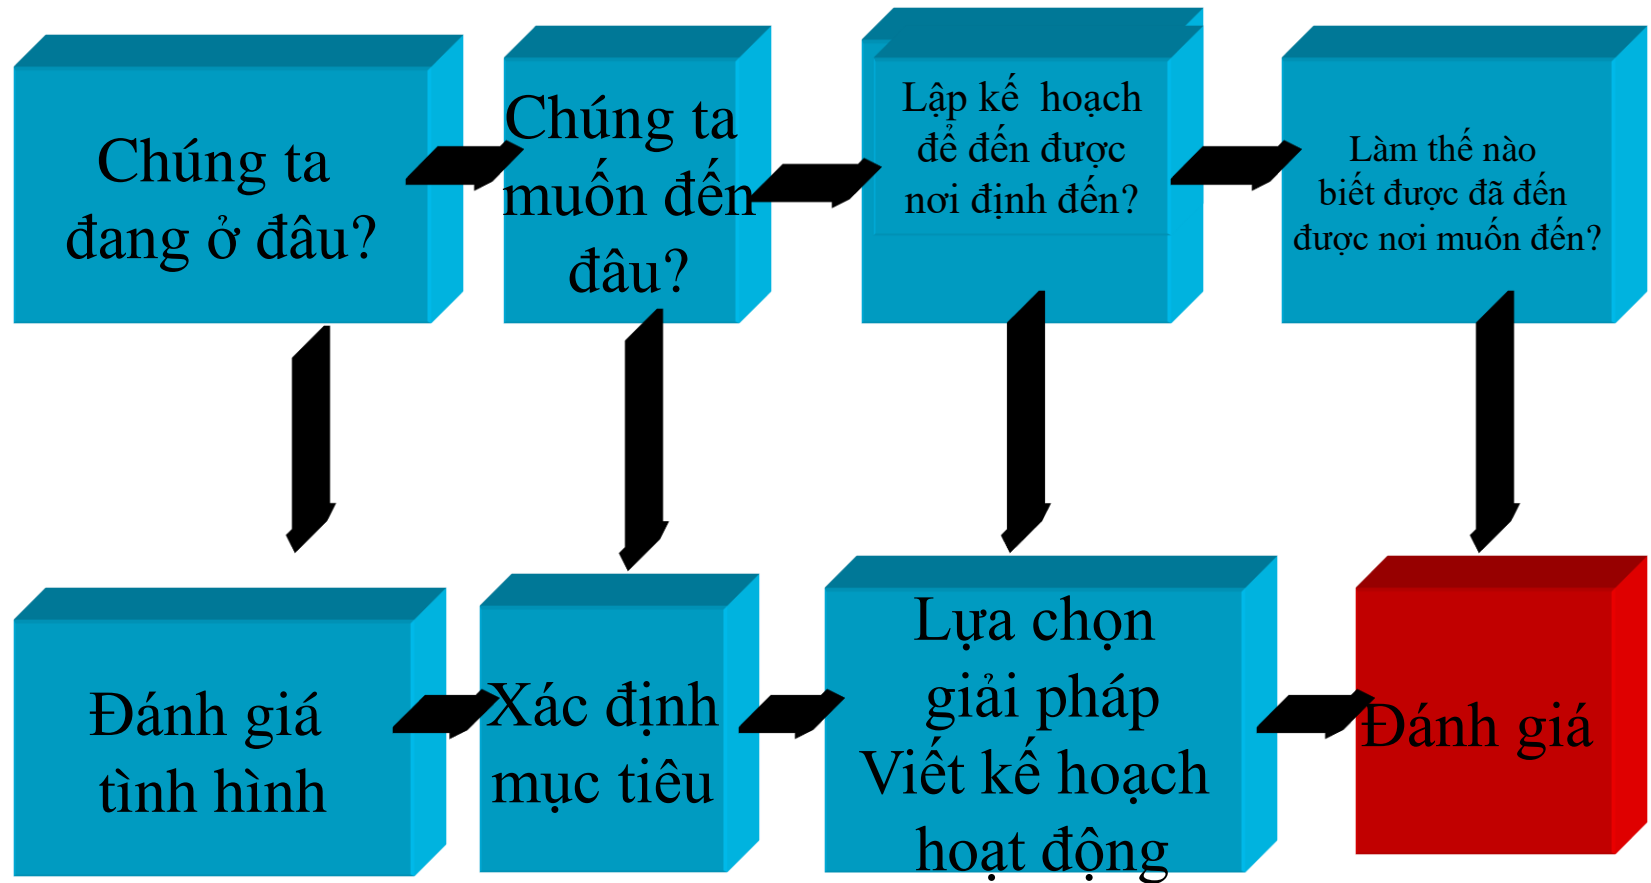 Chúng ta
đang ở đâu?
Chúng ta
muốn đến
đâu?
Lập kế hoạch
để đến được
nơi định đến?
Làm thế nào
biết được đã đến
được nơi muốn đến?
Đánh giá
tình hình
Xác định
mục tiêu
Lựa chọn
giải pháp
Viết kế hoạch
hoạt động
Đánh giá